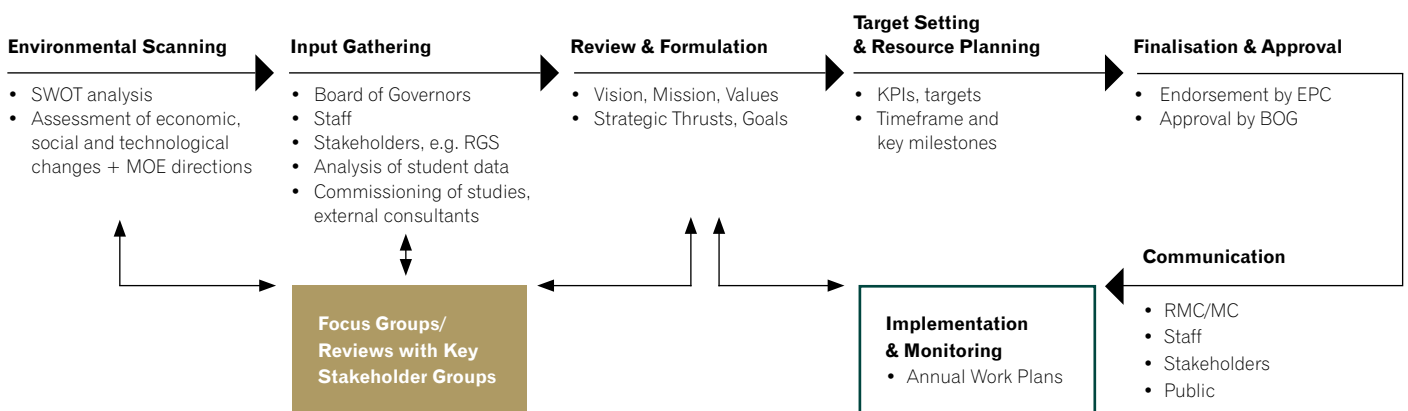 Environmental Scanning
• SWOT analysis
• Assessment of economic,
social and technological
changes + MOE directions
Input Gathering
• Board of Governors
• Staff
• Stakeholders, e.g. RGS
• Analysis of student data
• Commissioning of studies,
external consultants
Review & Formulation
• Vision, Mission, Values
• Strategic Thrusts, Goals
Target Setting
& Resource Planning
• KPIs, targets
• Timeframe and
key milestones
Finalisation & Approval
• Endorsement by EPC
• Approval by BOG
Communication
• RMC/MC
• Staff
• Stakeholders
• Public
Implementation
& Monitoring
• Annual Work Plans
Focus Groups/
Reviews with Key
Stakeholder Groups